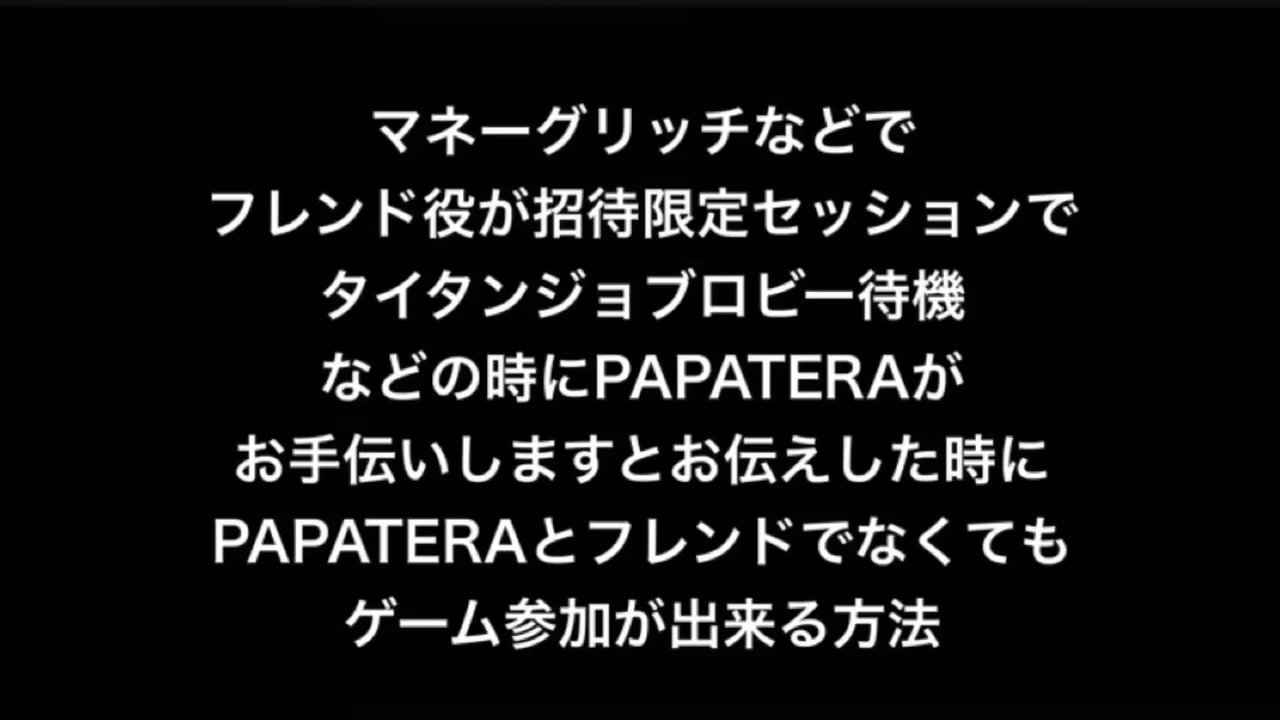 マネーグリッチなどで
フレンド役が招待限定セッションで
タイタンジョブロビー待機
などの時にPAPATERAが
お手伝いしますとお伝えした時に
PAPATERAとフレンドでなくても
ゲーム参加が出来る方法